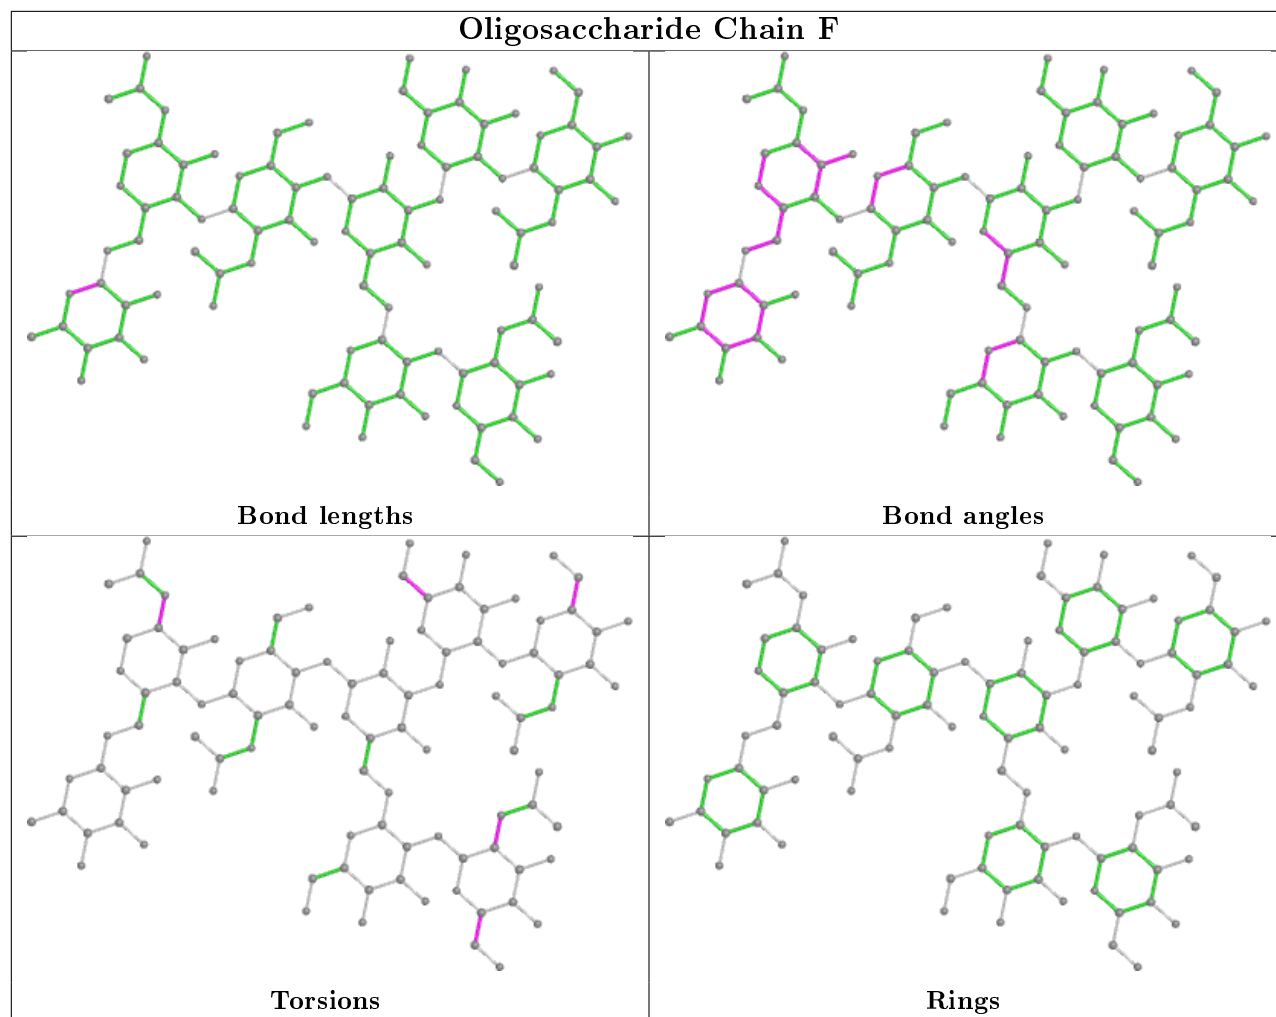 Oligosaccharide Chain F
Bond lengths
Bond angles
Torsions
Rings